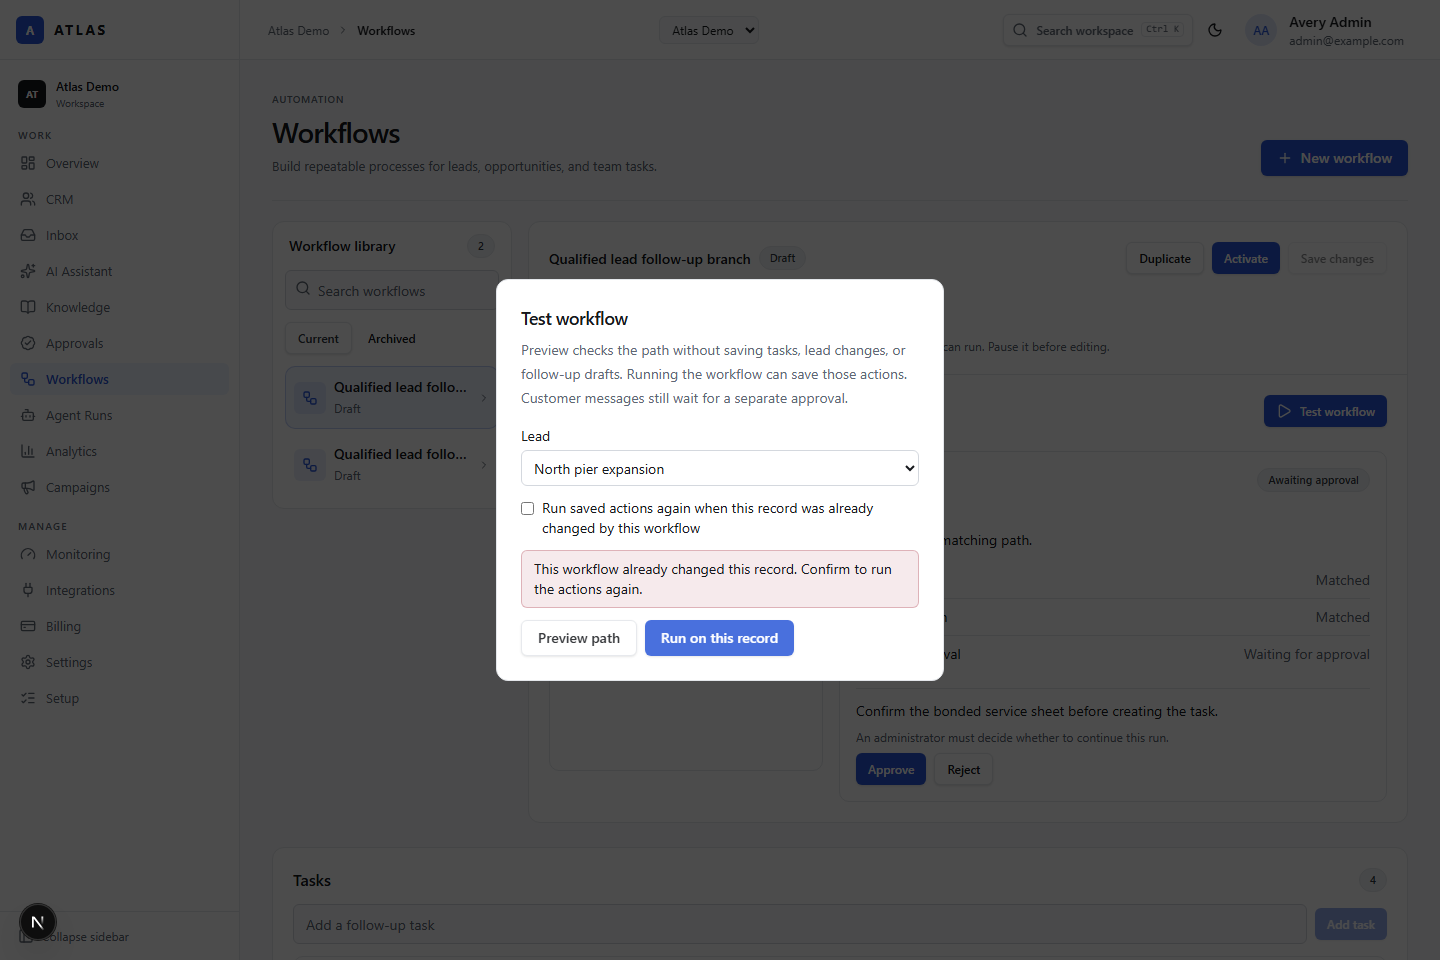 A ATLAS
Atlas Demo > Workflows
Atlas Demo
Search workspace Ctrl K
AA
Avery Admin
admin@example.com
AT
Atlas Demo
Workspace
WORK
Overview
CRM
Inbox
AI Assistant
Knowledge
Approvals
Workflows
Agent Runs
Analytics
Campaigns
MANAGE
Monitoring
Integrations
Billing
Settings
Setup
N
ollapse sidebar
AUTOMATION
Workflows
Build repeatable processes for leads, opportunities, and team tasks.
+ New workflow
Workflow library 2
Search workflows
Current Archived
Qualified lead follo...
Draft
Qualified lead follo...
Draft
Qualified lead follow-up branch Draft
Duplicate Activate Save changes
can run. Pause it before editing.
Test workflow
Awaiting approval
matching path.
Matched
Matched
val Waiting for approval
Confirm the bonded service sheet before creating the task.
An administrator must decide whether to continue this run.
Approve Reject
Test workflow
Preview checks the path without saving tasks, lead changes, or
follow-up drafts. Running the workflow can save those actions.
Customer messages still wait for a separate approval.
Lead
North pier expansion
Run saved actions again when this record was already
changed by this workflow
This workflow already changed this record. Confirm to run
the actions again.
Preview path Run on this record
Tasks 4
Add a follow-up task Add task